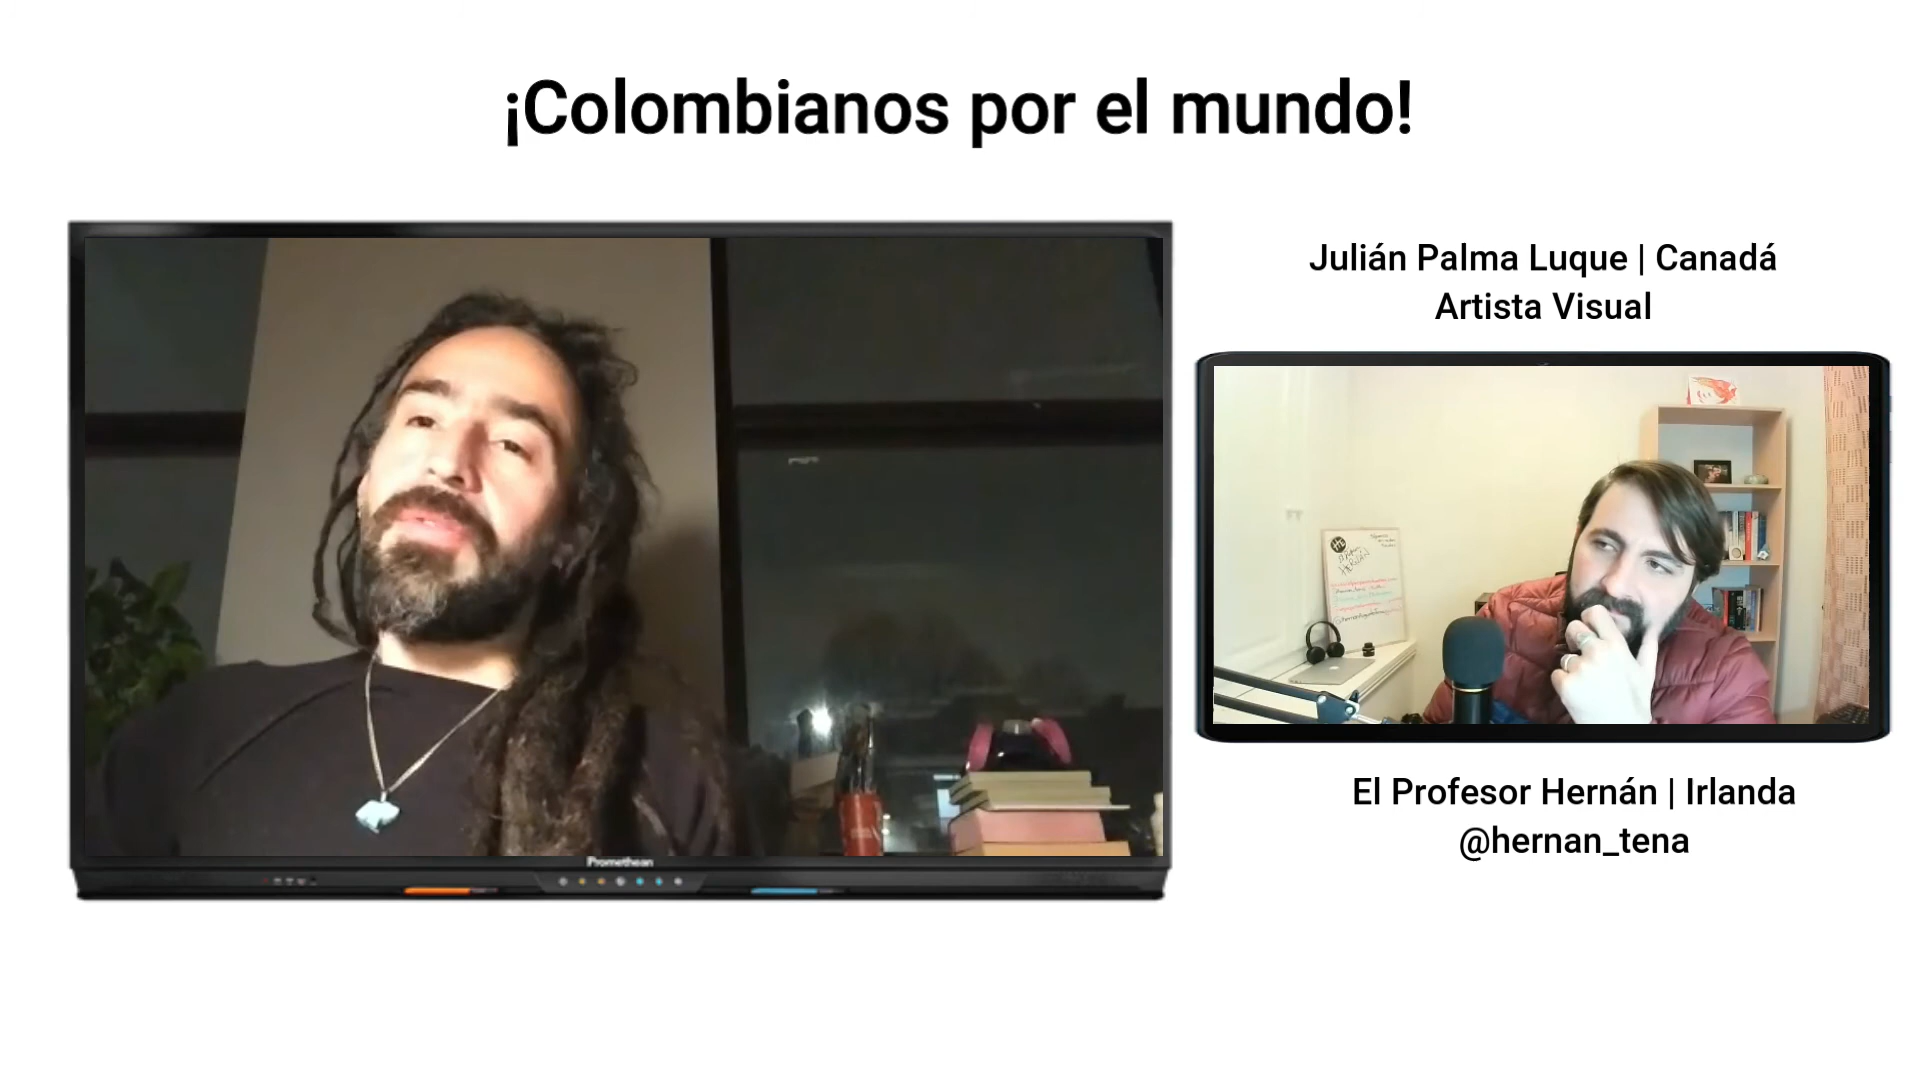 ¡Colombianos por el mundo!
Julián Palma Luque | Canadá
Artista Visual
Promethean
El Profesor Hernán | Irlanda
@hernan_tena